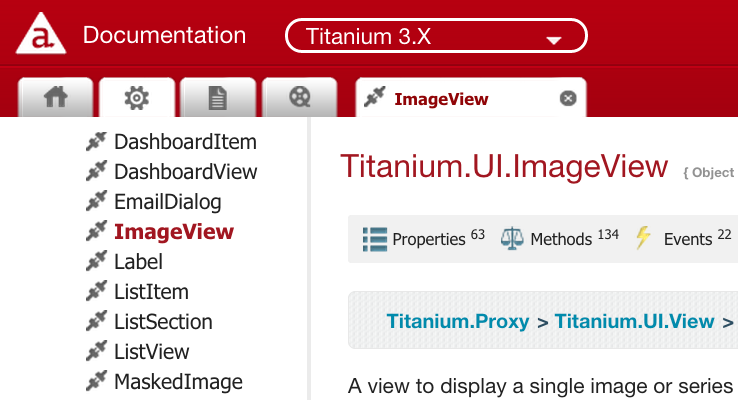 a.
Documentation
Titanium 3.X
ImageView
DashboardItem
DashboardView
EmailDialog
ImageView
Label
ListItem
ListSection
ListView
MaskedImage
Titanium.UI.ImageView { Object
Properties 63 Methods 134 Events 22
Titanium.Proxy > Titanium.UI.View >
A view to display a single image or series